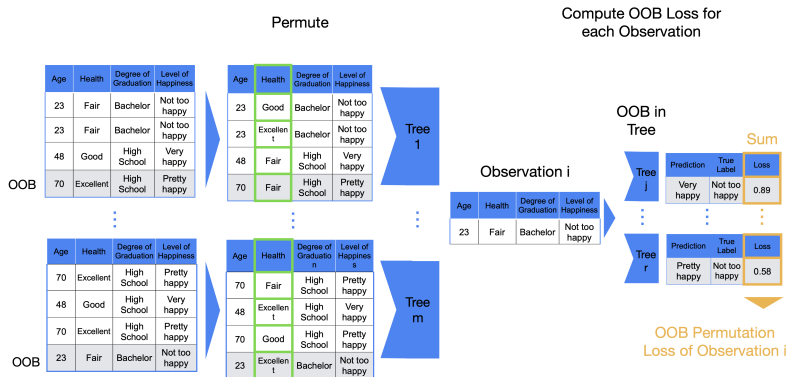 Permute
Compute OOB Loss for
each Observation
Age Health Degree of Graduation Level of Happiness
23 Fair Bachelor Not too happy
23 Fair Bachelor Not too happy
48 Good High School Very happy
70 Excellent High School Pretty happy
OOB
Age Health Degree of Graduation Level of Happiness
23 Good Bachelor Not too happy
23 Excellen t Bachelor Not too happy
48 Fair High School Very happy
70 Fair High School Pretty happy
Tree
1
Age Health Degree of Graduation Level of Happiness
70 Excellent High School Pretty happy
48 Good High School Very happy
70 Excellent High School Pretty happy
23 Fair Bachelor Not too happy
OOB
Age Health Degree of Graduatio n Level of Happines s
70 Fair High School Pretty happy
48 Excellen t High School Very happy
70 Good High School Pretty happy
23 Excellen t Bachelor Not too happy
Tree
m
Observation i
Age Health Degree of Graduation Level of Happiness
23 Fair Bachelor Not too happy
OOB in
Tree
Sum
Tree
j
Prediction True Label Loss
Very happy Not too happy 0.89
Tree
r
Prediction True Label Loss
Pretty happy Not too happy 0.58
OOB Permutation
Loss of Observation i